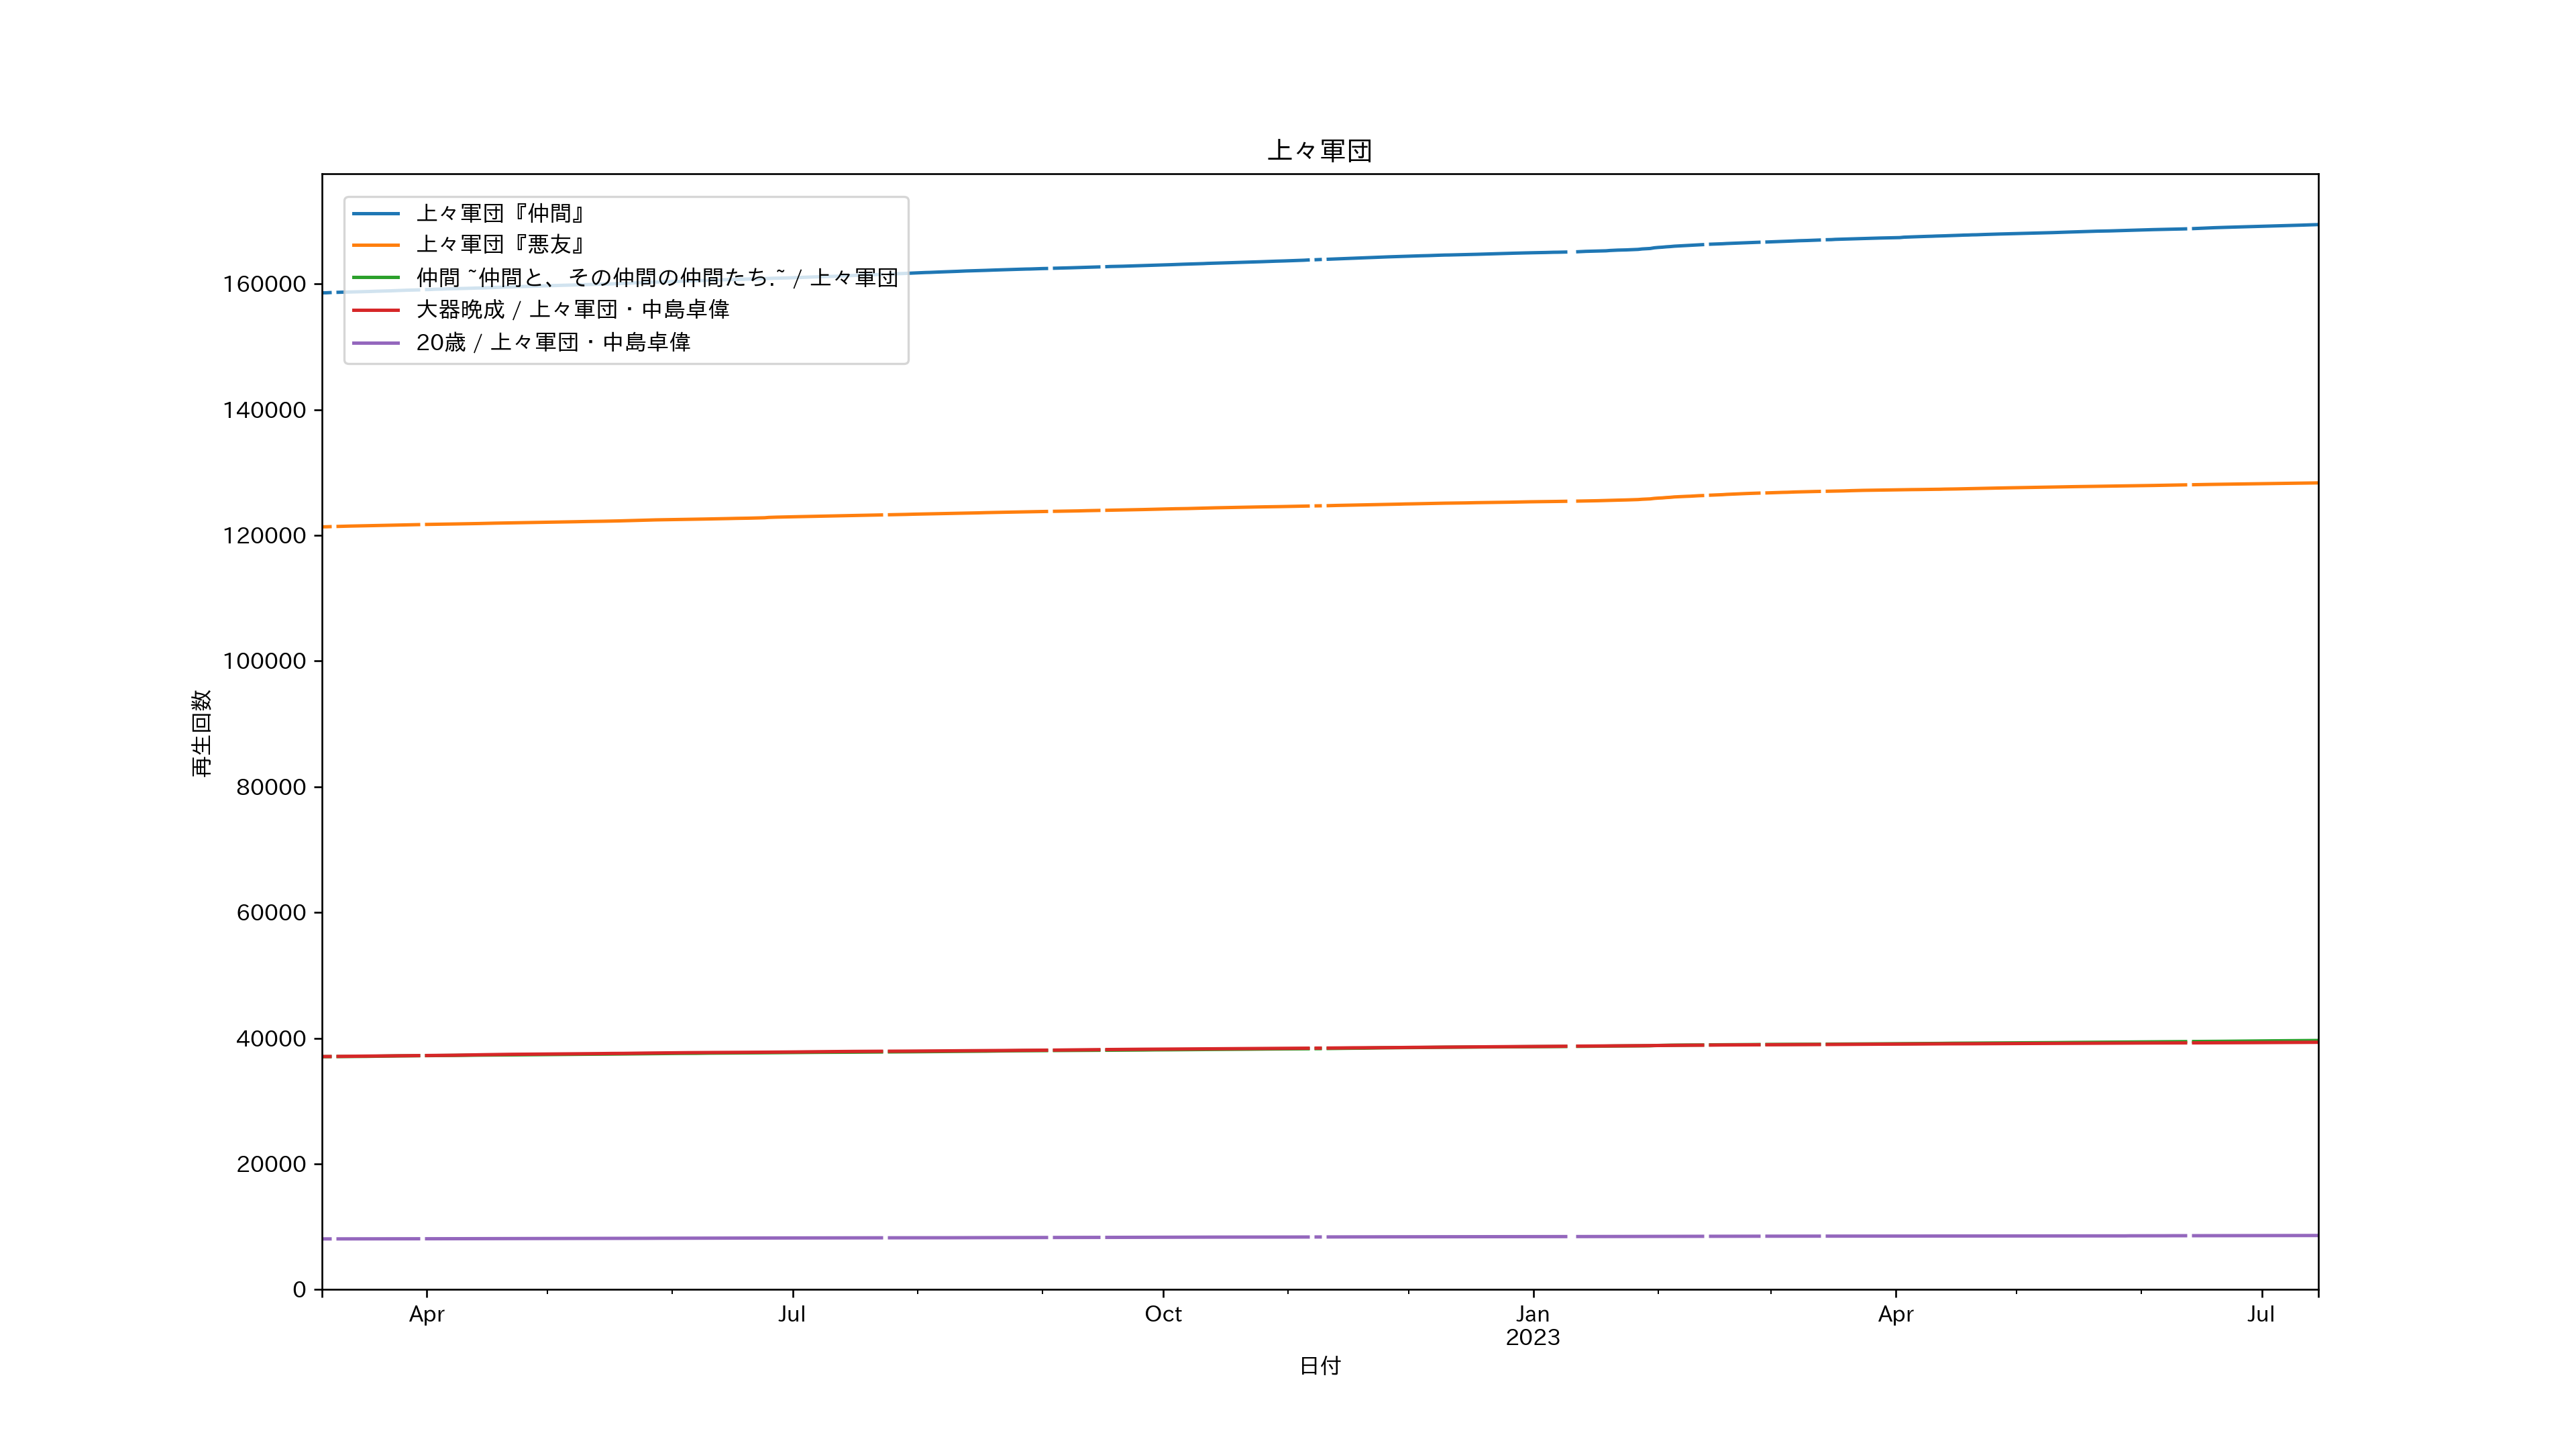 上々軍団
上々軍団『仲間』
上々軍団『悪友』
仲間 ~仲間と、その仲間の仲間たち.~ / 上々軍団
大器晩成 / 上々軍団・中島卓偉
20歳 / 上々軍団・中島卓偉
160000
140000
120000
100000
80000
60000
40000
20000
0
再生回数
Apr
Jul
Oct
Jan
2023
Apr
Jul
日付